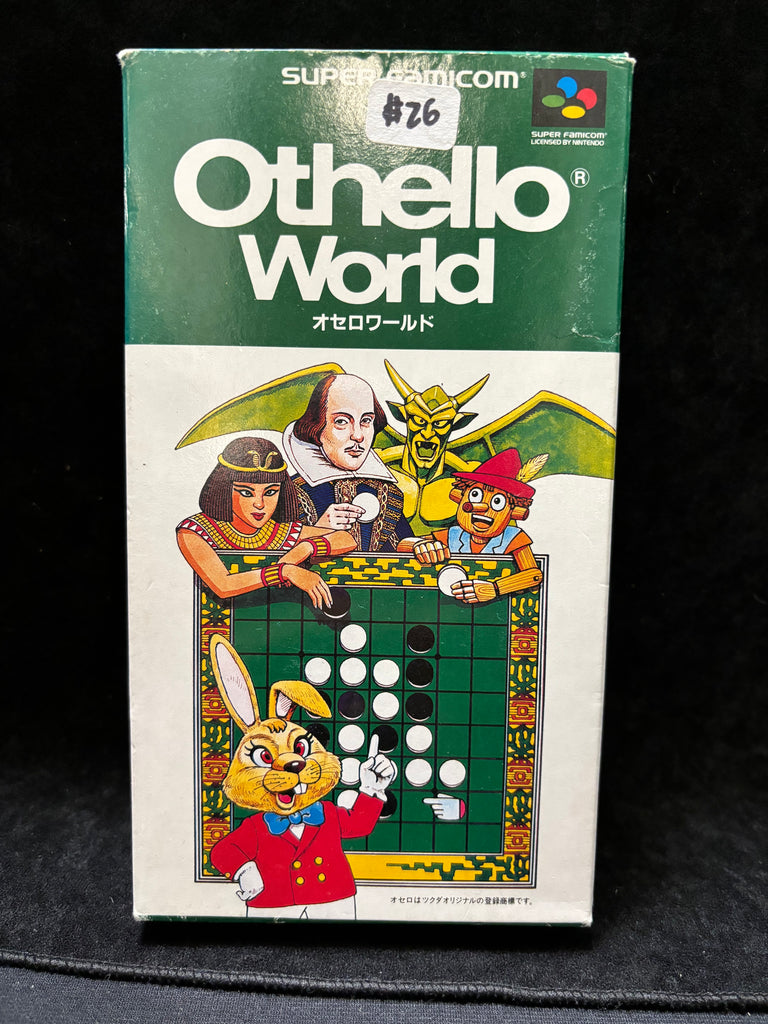 SUPER FAMICOM®
#26
SUPER FAMICOM®
LICENSED BY NINTENDO
Othello®
World
オセロワールド
オセロはツクダオリジナルの登録商標です。